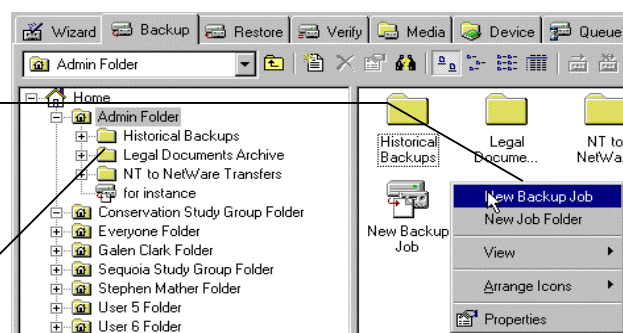 Wizard Backup Restore Verify Media Device Queue
Admin Folder
Home
Admin Folder
Historical Backups
Legal Documents Archive
NT to NetWare Transfers
for instance
Conservation Study Group Folder
Everyone Folder
Galen Clark Folder
Sequoia Study Group Folder
Stephen Mather Folder
User 5 Folder
User 6 Folder
Historical
Backups
Legal
Docume...
NT to
NetWa
New Backup
Job
New Backup Job
New Job Folder
View
Arrange Icons
Properties